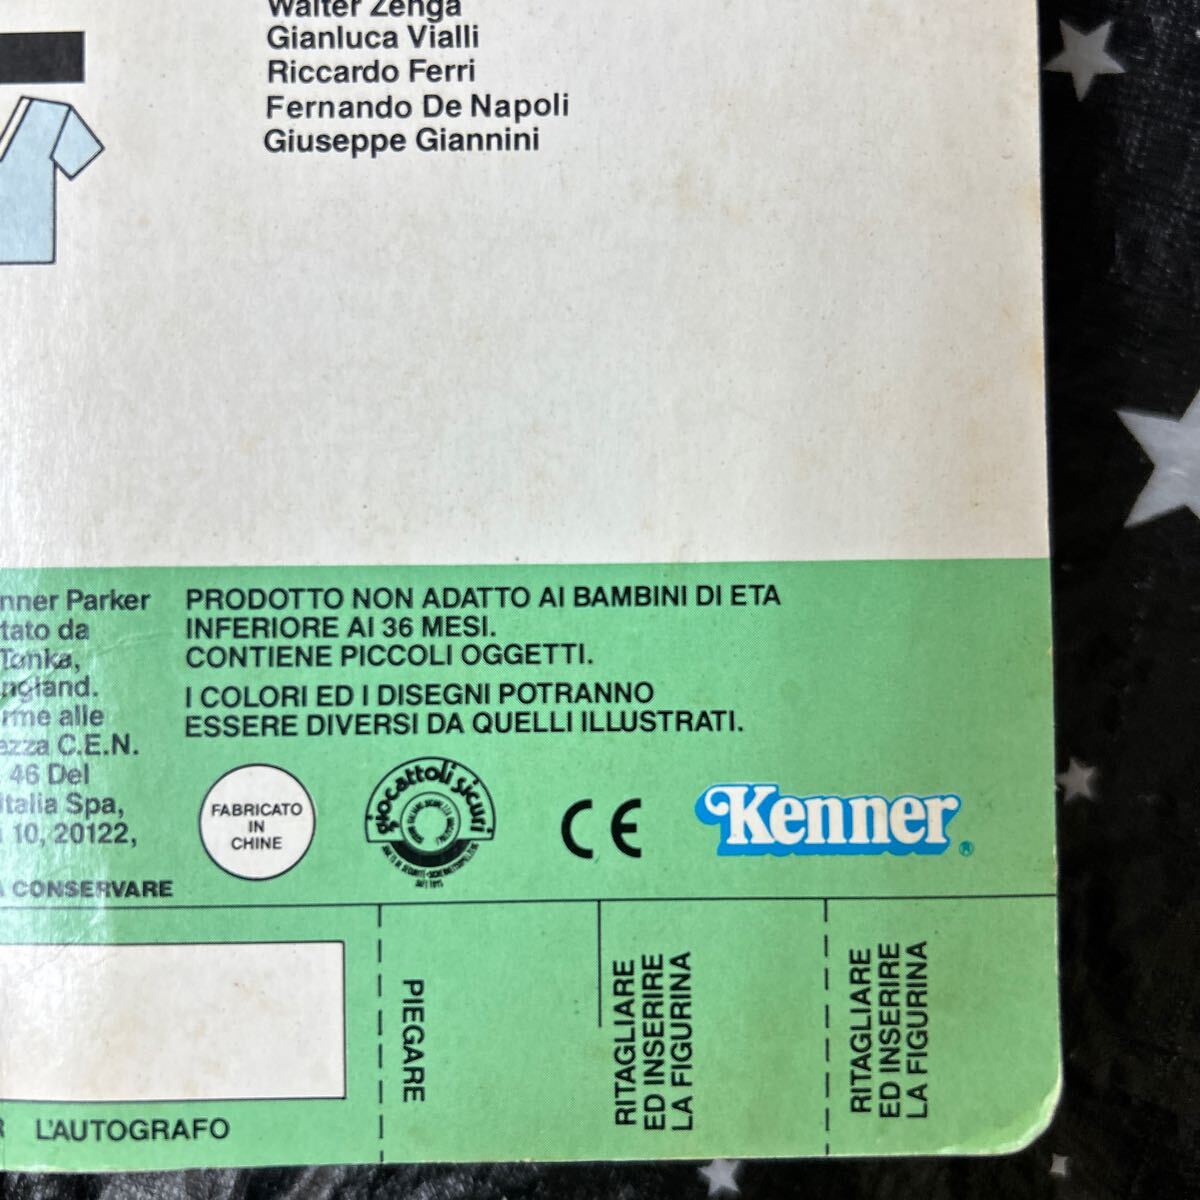 Walter Zenga
Gianluca Vialli
Riccardo Ferri
Fernando De Napoli
Giuseppe Giannini
nner Parker
tato da
Tonka,
ngland.
rme alle
ezza C.E.N.
46 Del
Italia Spa,
10, 20122,
A CONSERVARE
PRODOTTO NON ADATTO AI BAMBINI DI ETA
INFERIORE AI 36 MESI.
CONTIENE PICCOLI OGGETTI.
I COLORI ED I DISEGNI POTRANNO
ESSERE DIVERSI DA QUELLI ILLUSTRATI.
FABRICATO
IN
CHINE
giocattoli sicuri
CE
Kenner®
R L'AUTOGRAFO
PIEGARE
RITAGLIARE
ED INSERIRE
LA FIGURINA
RITAGLIARE
ED INSERIRE
LA FIGURINA